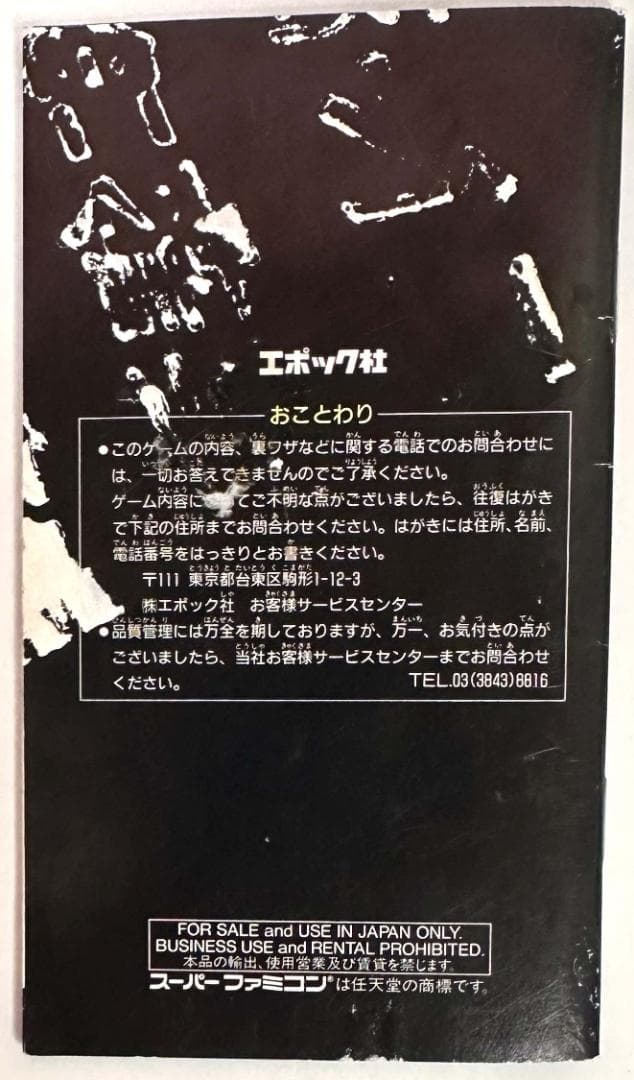 エポック社
おことわり
●このゲームの内容、裏ワザなどに関する電話でのお問合わせに
は、一切お答えできませんのでご了承ください。
ゲーム内容に いてご不明な点がございましたら、往復はがき
で下記の住所までお問合わせください。はがきには住所、名前、
電話番号をはっきりとお書きください。
〒111 東京都台東区駒形1-12-3
㈱エポック社 お客様サービスセンター
●品質管理には万全を期しておりますが、万一、お気付きの点が
ございましたら、当社お客様サービスセンターまでお問合わせ
ください。 TEL.03(3843)8816
FOR SALE and USE IN JAPAN ONLY.
BUSINESS USE and RENTAL PROHIBITED.
本品の輸出、使用営業及び賃貸を禁じます。
スーパーファミコン®は任天堂の商標です。